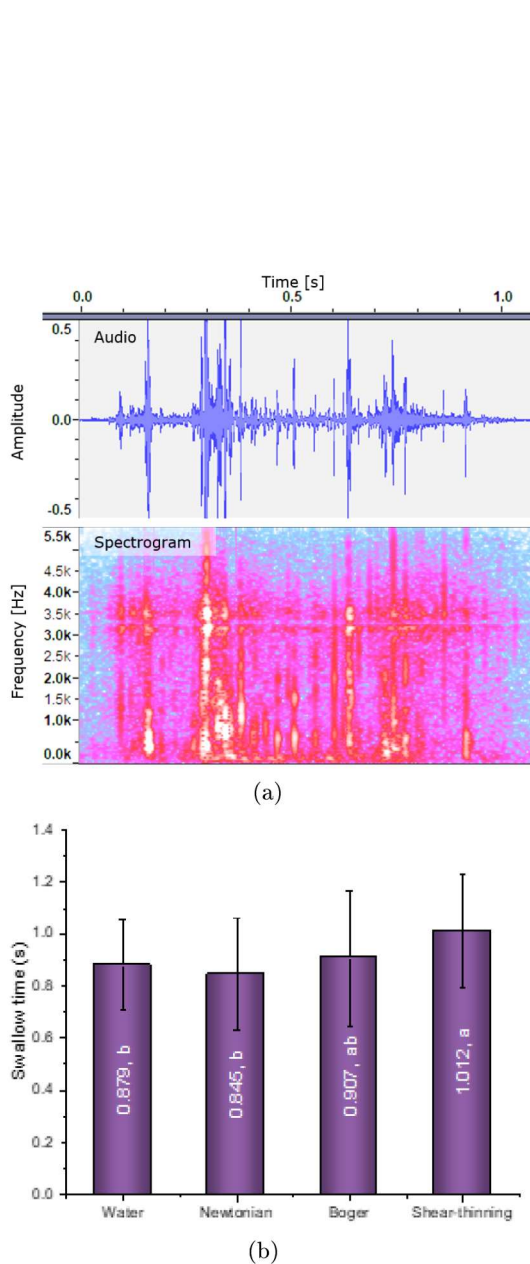 Time [s]
0.0 0.5 1.0
Audio
0.5
0.0
-0.5
Amplitude
Spectrogram
5.5k
4.5k
4.0k
3.5k
3.0k
2.5k
2.0k
1.5k
1.0k
0.0k
Frequency [Hz]
(a)
1.4
1.2
1.0
0.8
0.6
0.4
0.2
0.0
Swallow time (s)
0.879, b
0.845, b
0.907, ab
1.012, a
Water Newtonian Boger Shear-thinning
(b)